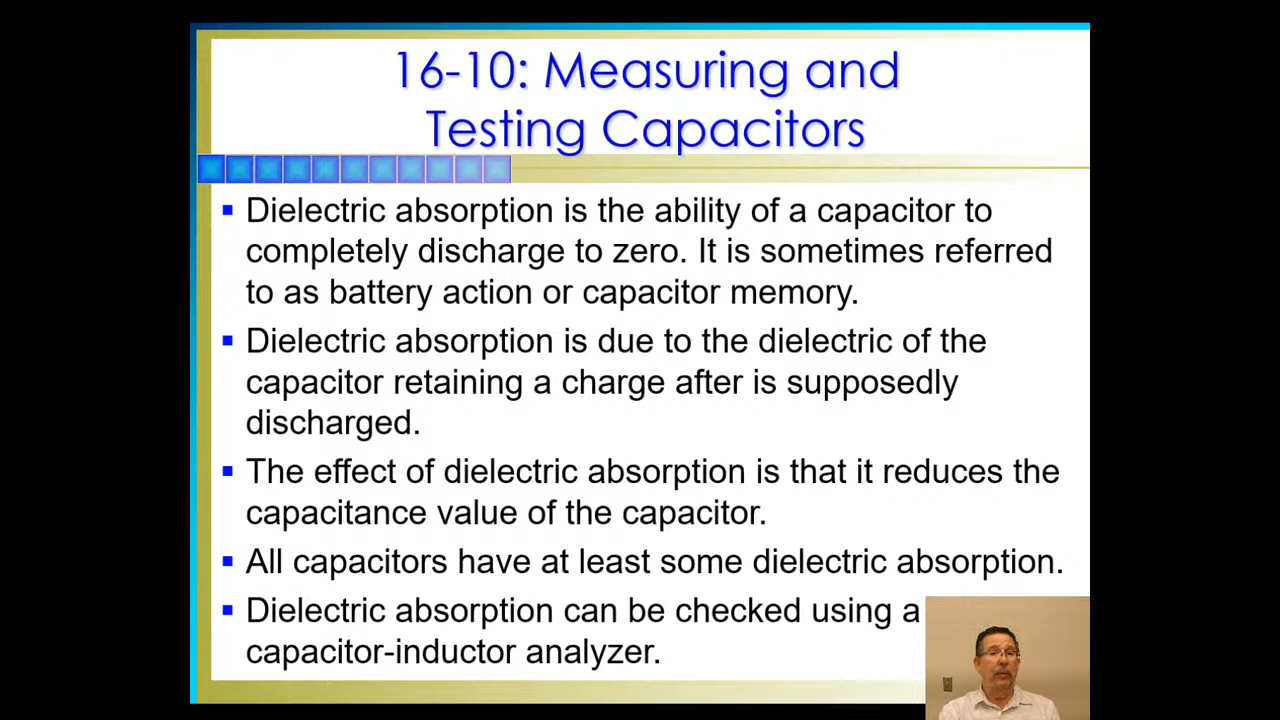 16-10: Measuring and
Testing Capacitors
Dielectric absorption is the ability of a capacitor to
completely discharge to zero. It is sometimes referred
to as battery action or capacitor memory.
Dielectric absorption is due to the dielectric of the
capacitor retaining a charge after is supposedly
discharged.
The effect of dielectric absorption is that it reduces the
capacitance value of the capacitor.
All capacitors have at least some dielectric absorption.
Dielectric absorption can be checked using a
capacitor-inductor analyzer.